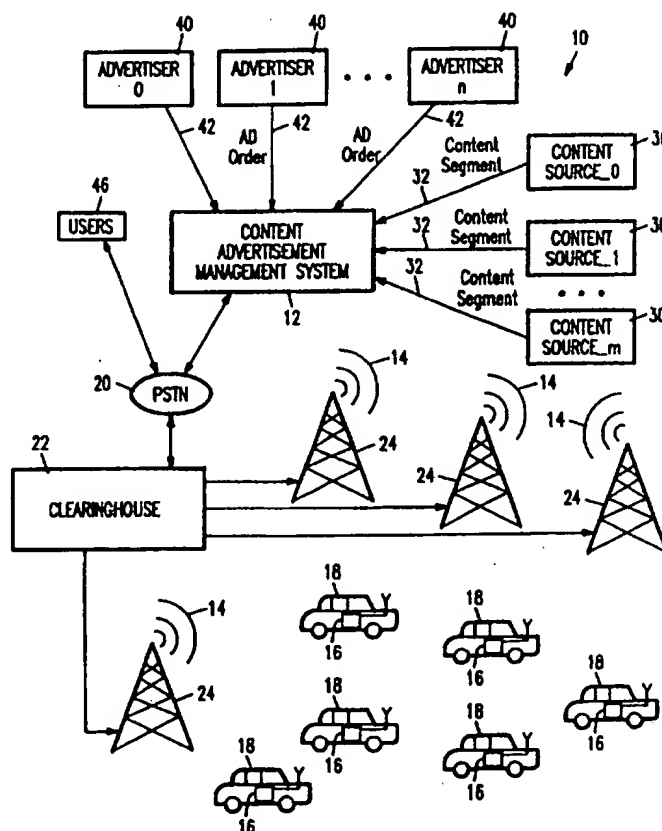 40
40
40
10
ADVERTISER
0
ADVERTISER
1
• • •
ADVERTISER
n
42
42
42
AD
Order
AD
Order
Content
Segment
32
CONTENT
SOURCE_0
46
USERS
CONTENT
ADVERTISEMENT
MANAGEMENT SYSTEM
12
Content
32
Segment
CONTENT
SOURCE_1
32
Content
Segment
• • •
CONTENT
SOURCE_m
20
PSTN
14
14
14
22
CLEARINGHOUSE
24
24
24
14
24
18
16
18
16
18
16
18
16
18
16
18
16